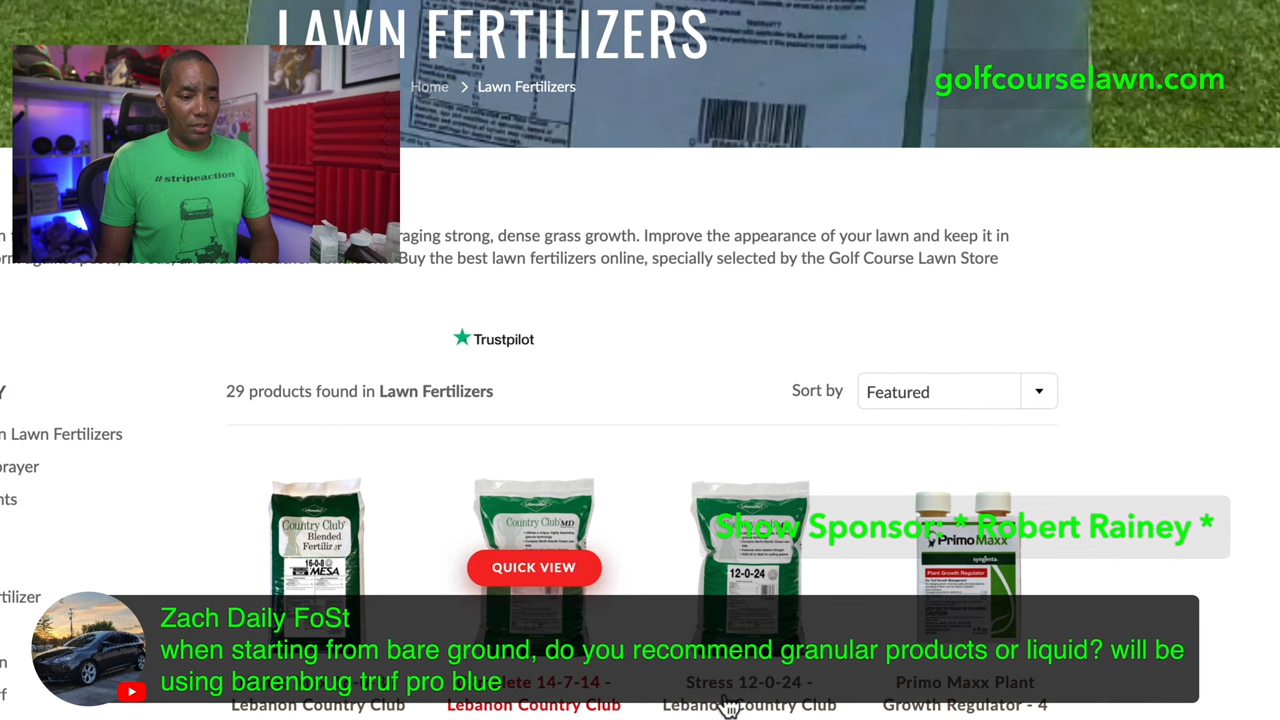 LAWN FERTILIZERS
Home > Lawn Fertilizers
golfcourselawn.com
#stripeaction
raging strong, dense grass growth. Improve the appearance of your lawn and keep it in
Buy the best lawn fertilizers online, specially selected by the Golf Course Lawn Store
Trustpilot
29 products found in Lawn Fertilizers
Sort by
Featured
Y
n Lawn Fertilizers
prayer
nts
rtilizer
Country Club
Blended
Fertilizer
16-0-8
MESA
Country Club MD
QUICK VIEW
12-0-24
Show Sponsor: * Robert Rainey *
PrimoMaxx
syngenta
Plant Growth Regulator
Zach Daily FoSt
when starting from bare ground, do you recommend granular products or liquid? will be
using barenbrug truf pro blue
lete 14-7-14 -
Stress 12-0-24 -
Primo Maxx Plant
Lebanon Country Club
Lebanon Country Club
Lebanon Country Club
Growth Regulator - 4